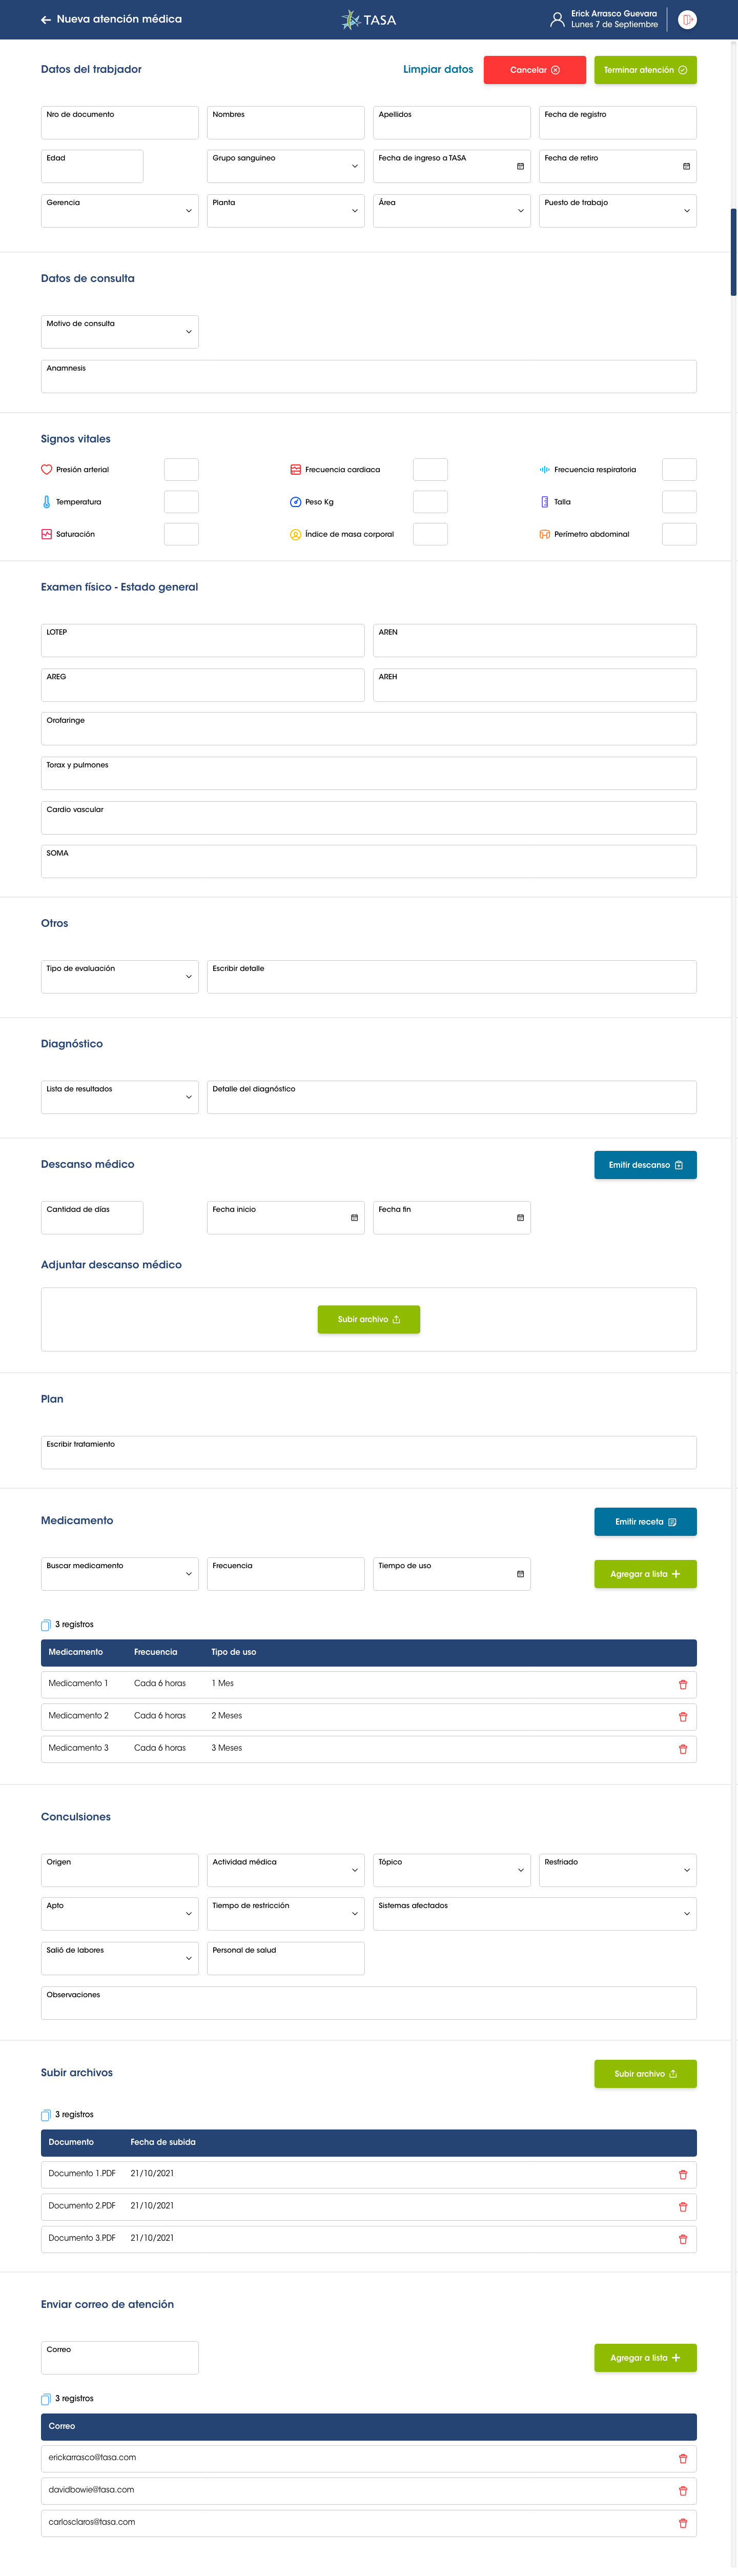 Nueva atención médica
TASA
Erick Arrasco Guevara
Lunes 7 de Septiembre
Datos del trabjador
Limpiar datos
Cancelar
Terminar atención
Nro de documento
Nombres
Apellidos
Fecha de registro
Edad
Grupo sanguineo
Fecha de ingreso a TASA
Fecha de retiro
Gerencia
Planta
Área
Puesto de trabajo
Datos de consulta
Motivo de consulta
Anamnesis
Signos vitales
Presión arterial
Frecuencia cardiaca
Frecuencia respiratoria
Temperatura
Peso Kg
Talla
Saturación
Índice de masa corporal
Perímetro abdominal
Examen físico - Estado general
LOTEP
AREN
AREG
AREH
Orofaringe
Torax y pulmones
Cardio vascular
SOMA
Otros
Tipo de evaluación
Escribir detalle
Diagnóstico
Lista de resultados
Detalle del diagnóstico
Descanso médico
Emitir descanso
Cantidad de días
Fecha inicio
Fecha fin
Adjuntar descanso médico
Subir archivo
Plan
Escribir tratamiento
Medicamento
Emitir receta
Buscar medicamento
Frecuencia
Tiempo de uso
Agregar a lista
3 registros
Medicamento Frecuencia Tipo de uso
Medicamento 1 Cada 6 horas 1 Mes
Medicamento 2 Cada 6 horas 2 Meses
Medicamento 3 Cada 6 horas 3 Meses
Conculsiones
Origen
Actividad médica
Tópico
Resfriado
Apto
Tiempo de restricción
Sistemas afectados
Salió de labores
Personal de salud
Observaciones
Subir archivos
Subir archivo
3 registros
Documento Fecha de subida
Documento 1.PDF 21/10/2021
Documento 2.PDF 21/10/2021
Documento 3.PDF 21/10/2021
Enviar correo de atención
Correo
Agregar a lista
3 registros
Correo
erickarrasco@tasa.com
davidbowie@tasa.com
carlosclaros@tasa.com